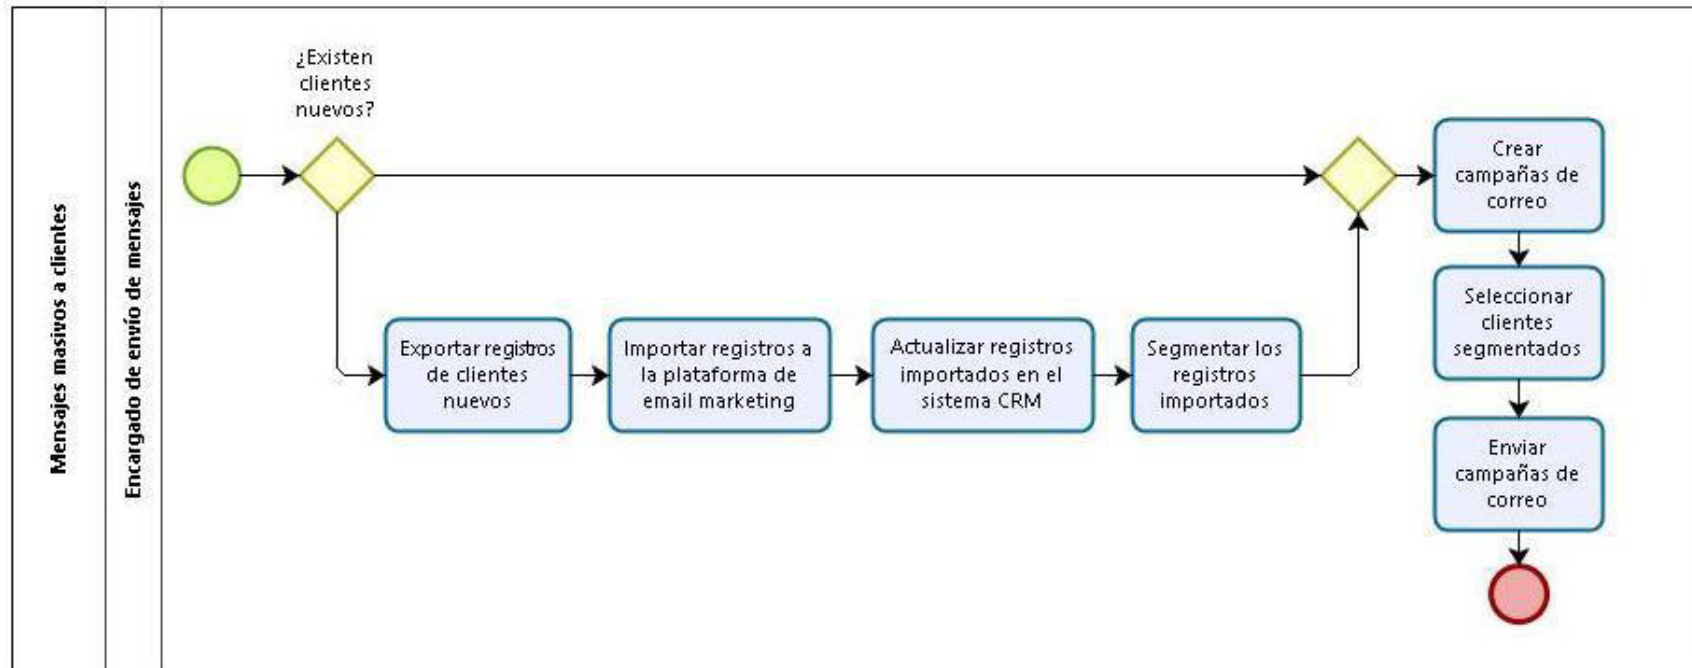 Mensajes masivos a clientes
Encargado de envío de mensajes
¿Existen
clientes
nuevos?
Exportar registros
de clientes
nuevos
Importar registros a
la plataforma de
email marketing
Actualizar registros
importados en el
sistema CRM
Segmentar los
registros
importados
Crear
campañas de
correo
Seleccionar
clientes
segmentados
Enviar
campañas de
correo